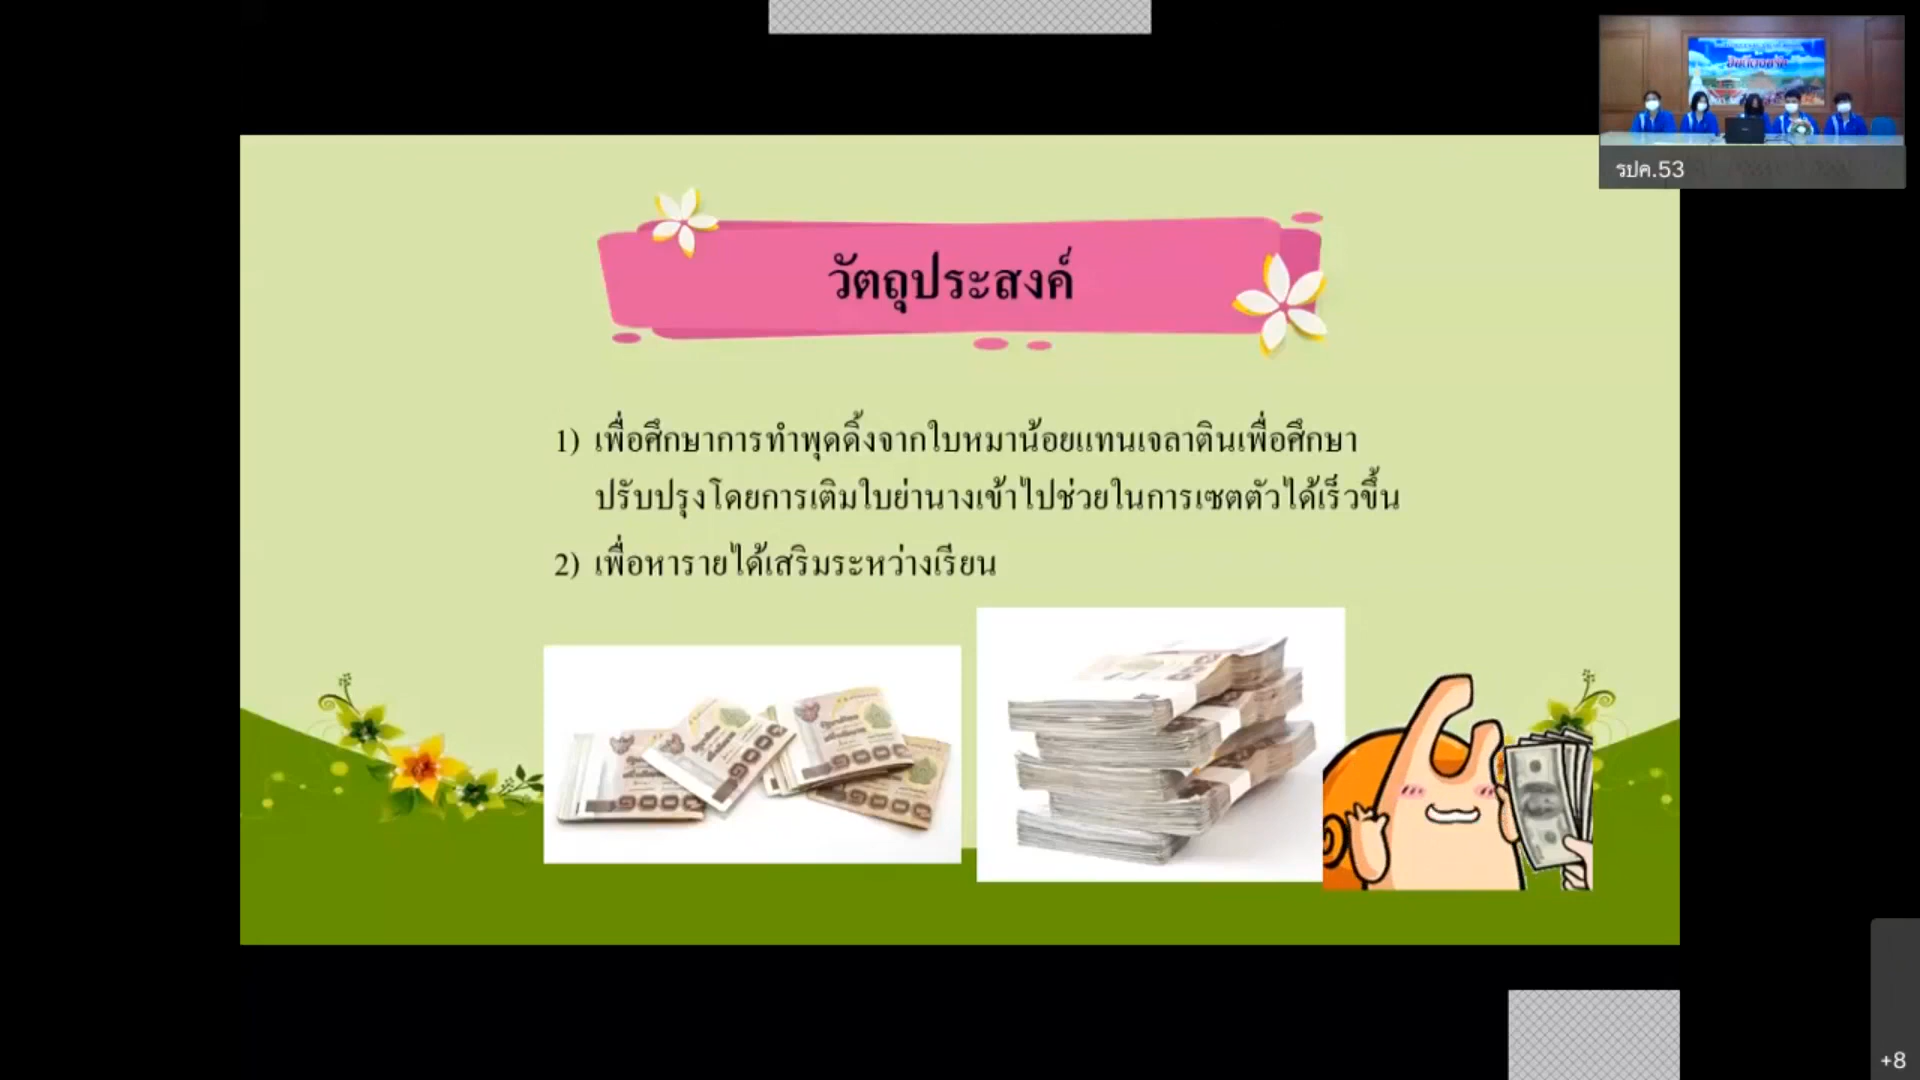 รปค.53
วัตถุประสงค์
1) เพื่อศึกษาการทำพุดดิ้งจากใบหมาน้อยแทนเจลาตินเพื่อศึกษา
ปรับปรุงโดยการเติมใบย่านางเข้าไปช่วยในการเซตตัวได้เร็วขึ้น
2) เพื่อหารายได้เสริมระหว่างเรียน
+8